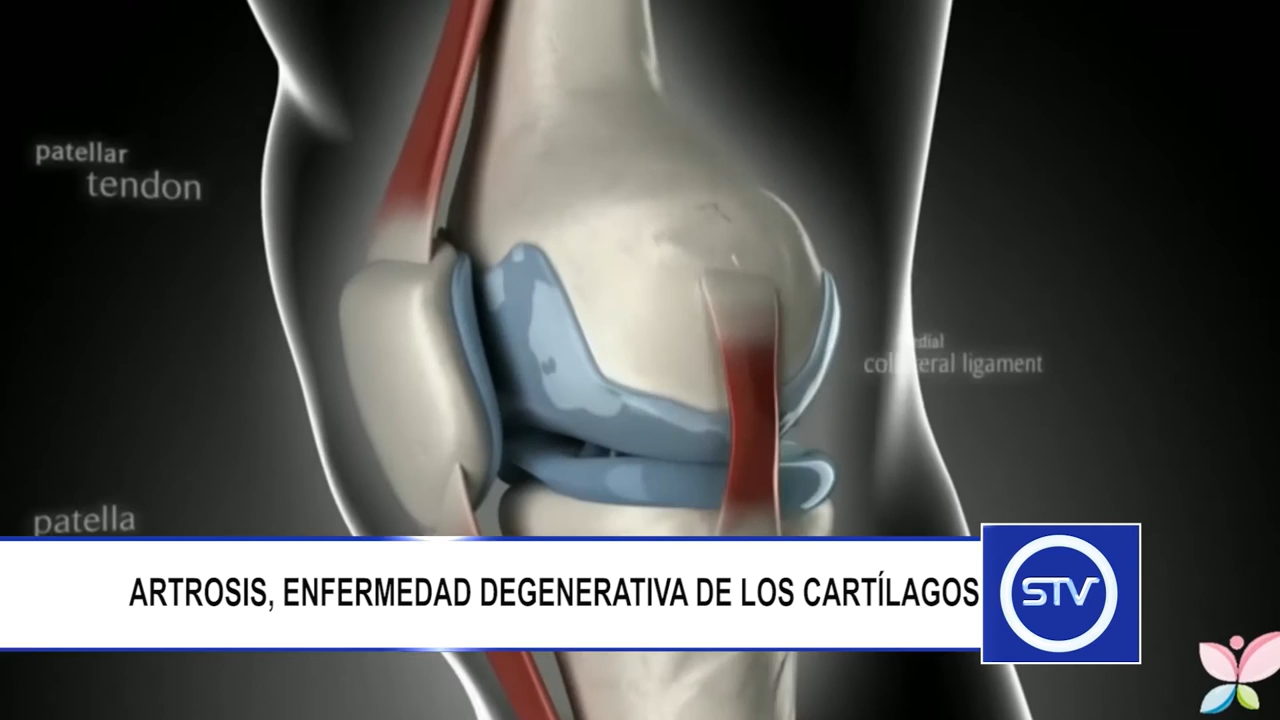 patellar
tendon
collateral ligament
patella
ARTROSIS, ENFERMEDAD DEGENERATIVA DE LOS CARTÍLAGOS
STV